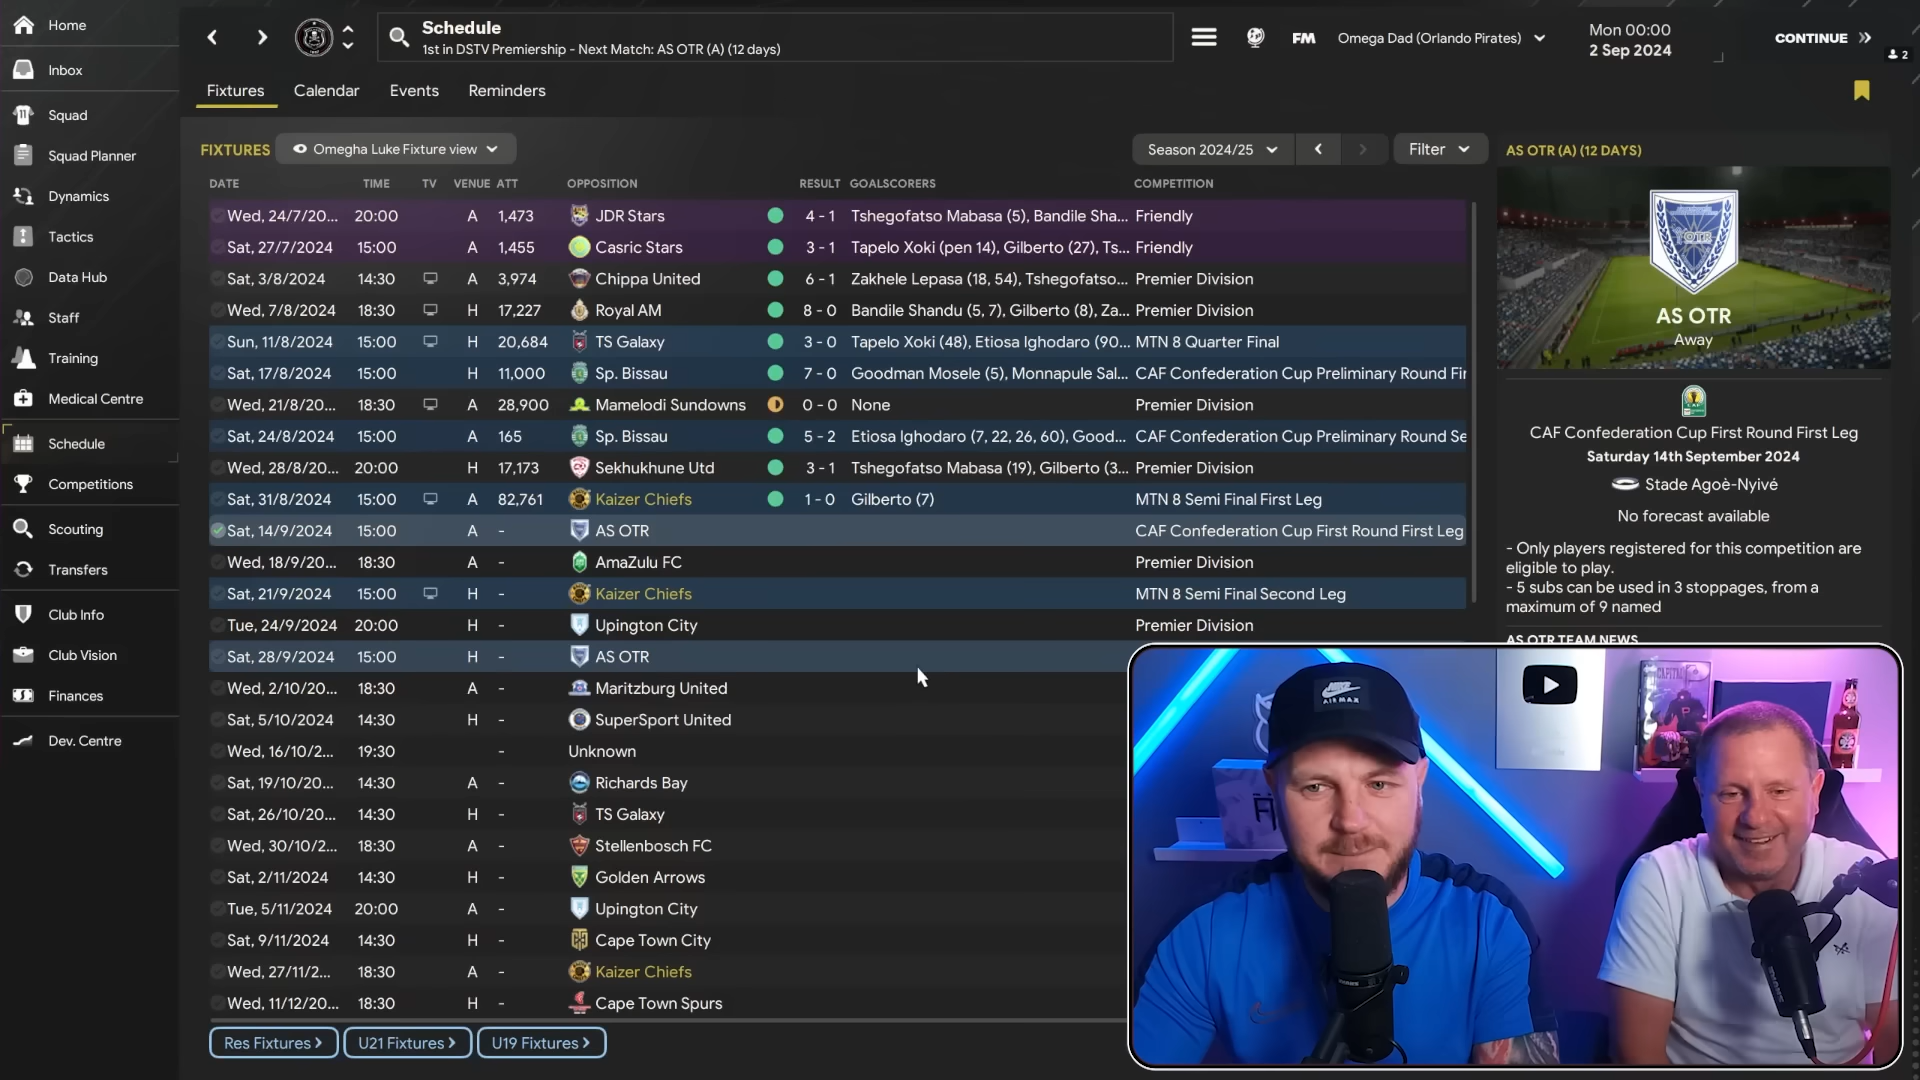 Home
Inbox
Squad
Squad Planner
Dynamics
Tactics
Data Hub
Staff
Training
Medical Centre
Schedule
Competitions
Scouting
Transfers
Club Info
Club Vision
Finances
Dev. Centre
Schedule
1st in DSTV Premiership - Next Match: AS OTR (A) (12 days)
FM
Omega Dad (Orlando Pirates)
Mon 00:00
2 Sep 2024
CONTINUE
2
Fixtures Calendar Events Reminders
FIXTURES Omegha Luke Fixture view Season 2024/25 Filter
DATE TIME TV VENUE ATT OPPOSITION RESULT GOALSCORERS COMPETITION
Wed, 24/7/20... 20:00 A 1,473 JDR Stars 4 - 1 Tshegofatso Mabasa (5), Bandile Sha... Friendly
Sat, 27/7/2024 15:00 A 1,455 Casric Stars 3 - 1 Tapelo Xoki (pen 14), Gilberto (27), Ts... Friendly
Sat, 3/8/2024 14:30 A 3,974 Chippa United 6 - 1 Zakhele Lepasa (18, 54), Tshegofatso... Premier Division
Wed, 7/8/2024 18:30 H 17,227 Royal AM 8 - 0 Bandile Shandu (5, 7), Gilberto (8), Za... Premier Division
Sun, 11/8/2024 15:00 H 20,684 TS Galaxy 3 - 0 Tapelo Xoki (48), Etiosa Ighodaro (90... MTN 8 Quarter Final
Sat, 17/8/2024 15:00 H 11,000 Sp. Bissau 7 - 0 Goodman Mosele (5), Monnapule Sal... CAF Confederation Cup Preliminary Round Fir
Wed, 21/8/20... 18:30 A 28,900 Mamelodi Sundowns 0 - 0 None Premier Division
Sat, 24/8/2024 15:00 A 165 Sp. Bissau 5 - 2 Etiosa Ighodaro (7, 22, 26, 60), Good... CAF Confederation Cup Preliminary Round Se
Wed, 28/8/20... 20:00 H 17,173 Sekhukhune Utd 3 - 1 Tshegofatso Mabasa (19), Gilberto (3... Premier Division
Sat, 31/8/2024 15:00 A 82,761 Kaizer Chiefs 1 - 0 Gilberto (7) MTN 8 Semi Final First Leg
Sat, 14/9/2024 15:00 A - AS OTR CAF Confederation Cup First Round First Leg
Wed, 18/9/20... 18:30 A - AmaZulu FC Premier Division
Sat, 21/9/2024 15:00 H - Kaizer Chiefs MTN 8 Semi Final Second Leg
Tue, 24/9/2024 20:00 H - Upington City Premier Division
Sat, 28/9/2024 15:00 H - AS OTR
Wed, 2/10/20... 18:30 A - Maritzburg United
Sat, 5/10/2024 14:30 H - SuperSport United
Wed, 16/10/2... 19:30 - Unknown
Sat, 19/10/20... 14:30 A - Richards Bay
Sat, 26/10/20... 14:30 H - TS Galaxy
Wed, 30/10/2... 18:30 A - Stellenbosch FC
Sat, 2/11/2024 14:30 H - Golden Arrows
Tue, 5/11/2024 20:00 A - Upington City
Sat, 9/11/2024 14:30 H - Cape Town City
Wed, 27/11/2... 18:30 A - Kaizer Chiefs
Wed, 11/12/20... 18:30 H - Cape Town Spurs
Res Fixtures U21 Fixtures U19 Fixtures
AS OTR (A) (12 DAYS)
OTR
AS OTR
Away
CAF
CAF Confederation Cup First Round First Leg
Saturday 14th September 2024
Stade Agoè-Nyivé
No forecast available
- Only players registered for this competition are
eligible to play.
- 5 subs can be used in 3 stoppages, from a
maximum of 9 named
AS OTR TEAM NEWS
AIR MAX